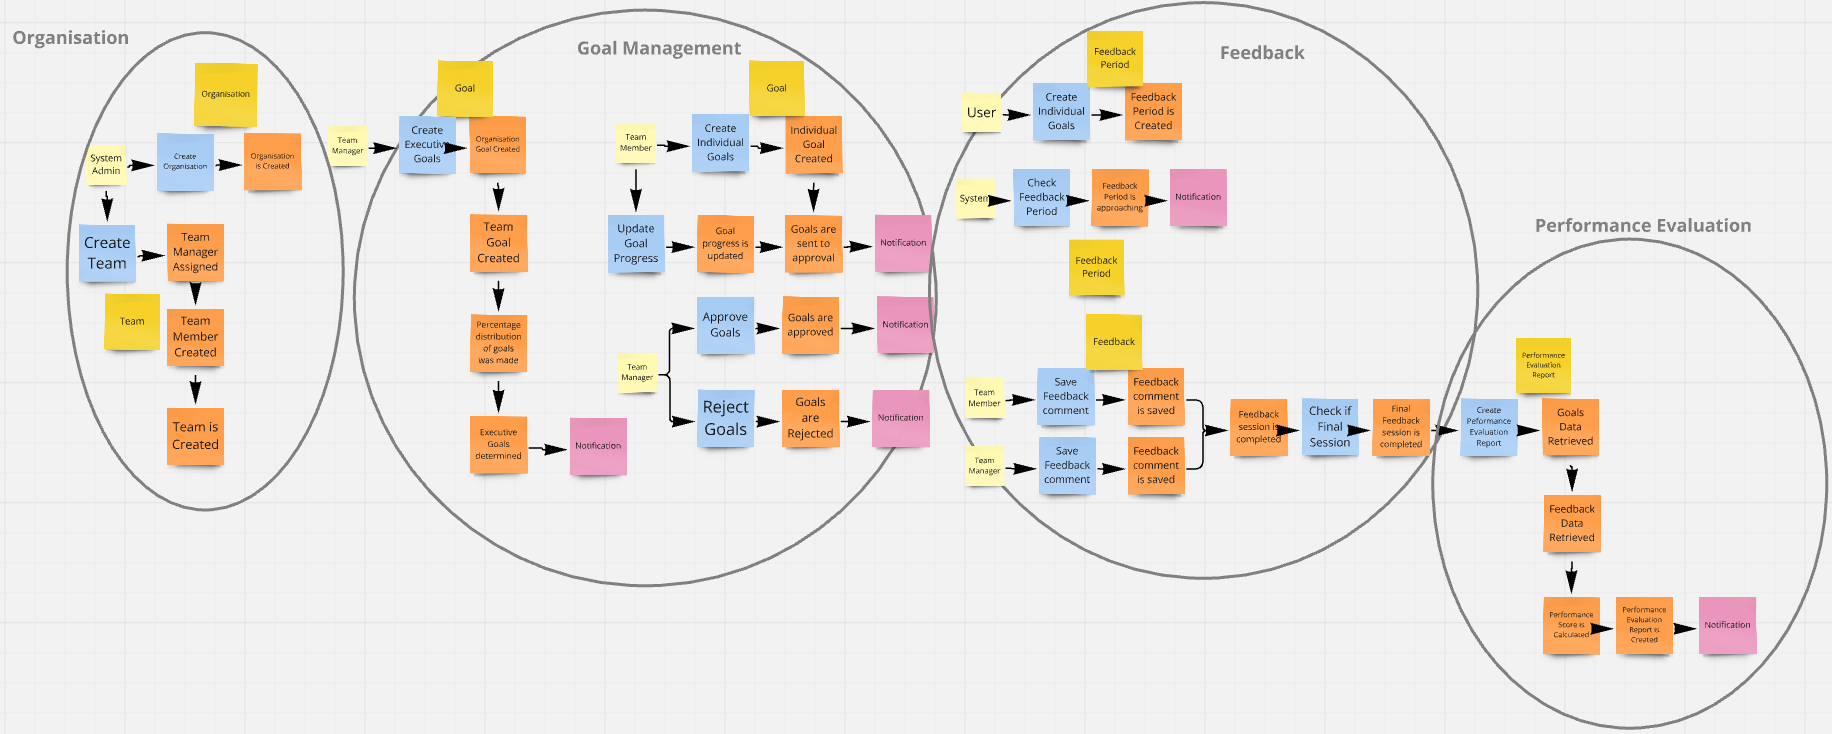 Organisation
Organisation
System
Admin
Create
Organisation
Organisation
is Created
Create
Team
Team
Manager
Assigned
Team
Team
Member
Created
Team is
Created
Goal Management
Team
Manager
Goal
Create
Executive
Goals
Organisation
Goal Created
Team
Goal
Created
Percentage
distribution
of goals
was made
Executive
Goals
determined
Notification
Goal
Team
Member
Create
Individual
Goals
Individual
Goal
Created
Update
Goal
Progress
Goal
progress is
updated
Goals are
sent to
approval
Notification
Team
Manager
Approve
Goals
Goals are
approved
Notification
Reject
Goals
Goals
are
Rejected
Notification
Feedback
Feedback
Period
User
Create
Individual
Goals
Feedback
Period is
Created
System
Check
Feedback
Period
Feedback
Period is
approaching
Notification
Feedback
Period
Feedback
Team
Member
Save
Feedback
comment
Feedback
comment
is saved
Team
Manager
Save
Feedback
comment
Feedback
comment
is saved
Feedback
session is
completed
Check if
Final
Session
Final
Feedback
session is
completed
Performance Evaluation
Performance
Evaluation
Report
Create
Peformance
Evaluation
Report
Goals
Data
Retrieved
Feedback
Data
Retrieved
Performance
Score is
Calculated
Performance
Evaluation
Report is
Created
Notification